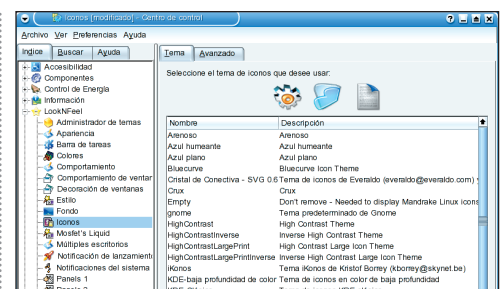 Iconos [modificado] - Centro de control
Archivo Ver Preferencias Ayuda
Indice Buscar Ayuda
Tema Avanzado
Accesibilidad
Componentes
Control de Energía
Información
LookNFeel
Administrador de temas
Apariencia
Barra de tareas
Colores
Comportamiento
Comportamiento de ventan
Decoración de ventanas
Estilo
Fondo
Iconos
Mosfet's Liquid
Múltiples escritorios
Notificación de lanzamiento
Notificaciones del sistema
Panels 1
Panels 2
Seleccione el tema de iconos que desee usar:
Nombre Descripción
Arenoso Arenoso
Azul humeante Azul humeante
Azul plano Azul plano
Bluecurve Bluecurve Icon Theme
Cristal de Conectiva - SVG 0.6 Tema de iconos de Everaldo (everaldo@everaldo.com) y
Crux Crux
Empty Don't remove - Needed to display Mandrake Linux icons
gnome Tema predeterminado de Gnome
HighContrast High Contrast Theme
HighContrastInverse Inverse High Contrast Theme
HighContrastLargePrint High Contrast Large Icon Theme
HighContrastLargePrintInverse Inverse High Contrast Large Icon Theme
iKonos Tema iKonos de Kristof Borrey (kborrey@skynet.be)
KDE-baja profundidad de color Tema de iconos en color de baja profundidad